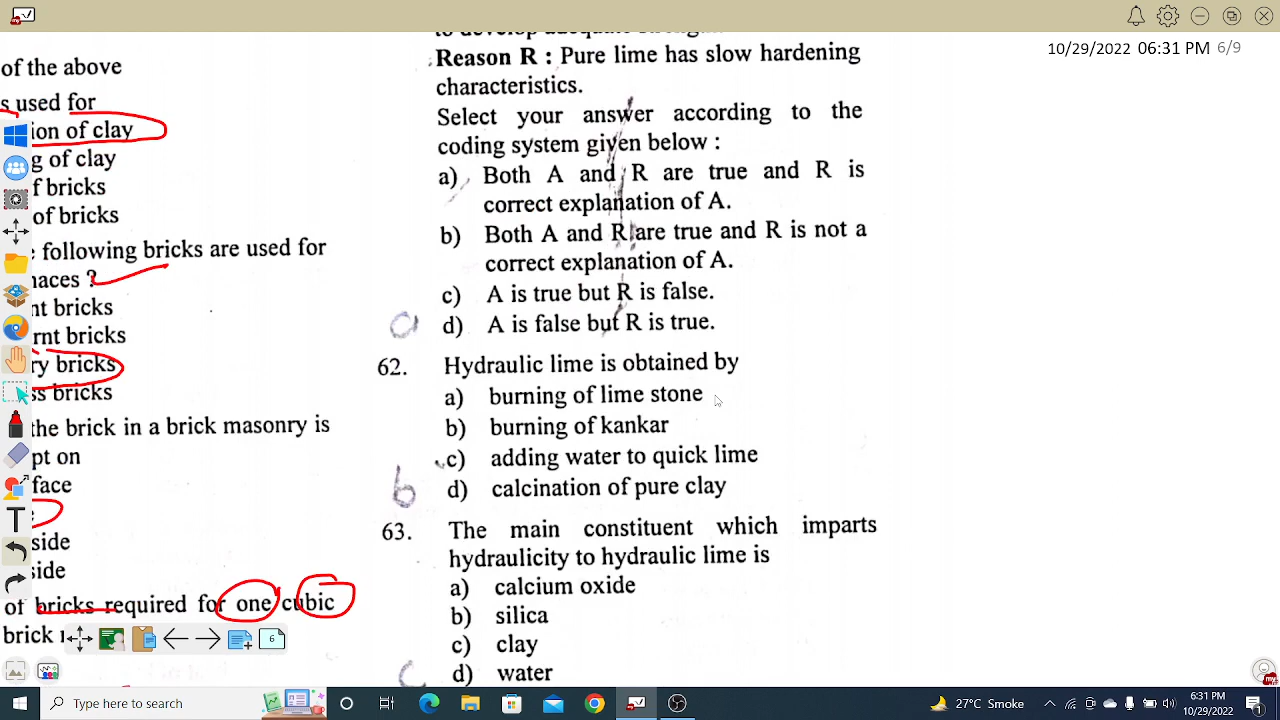 10/29/2022 06:31 PM 6/9
of the above
s used for
ion of clay
g of clay
f bricks
of bricks
following bricks are used for
naces ?
nt bricks
rnt bricks
ry bricks
ss bricks
the brick in a brick masonry is
pt on
face
side
side
of bricks required for one cubic
brick
Reason R : Pure lime has slow hardening
characteristics.
Select your answer according to the
coding system given below :
a) Both A and R are true and R is
correct explanation of A.
b) Both A and R are true and R is not a
correct explanation of A.
c) A is true but R is false.
d) A is false but R is true.
a
62. Hydraulic lime is obtained by
a) burning of lime stone
b) burning of kankar
c) adding water to quick lime
d) calcination of pure clay
b
63. The main constituent which imparts
hydraulicity to hydraulic lime is
a) calcium oxide
b) silica
c) clay
d) water
c
T
6
Type here to search
27°C Haze
ENG
6:31 PM
10/29/2022